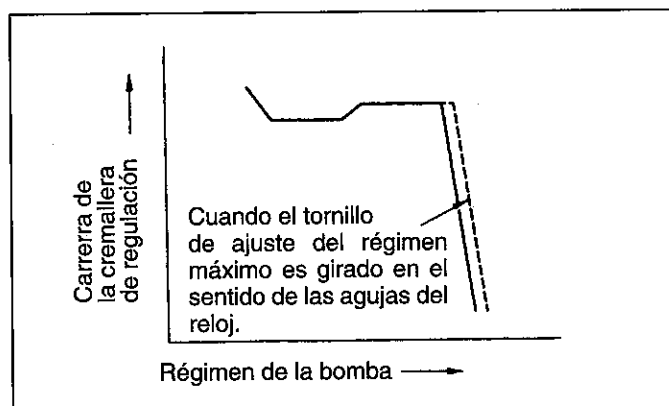 Carrerra de
la cremallera
de regulación
Cuando el tornillo
de ajuste del régimen
máximo es girado en el
sentido de las agujas del
reloj.
Régimen de la bomba